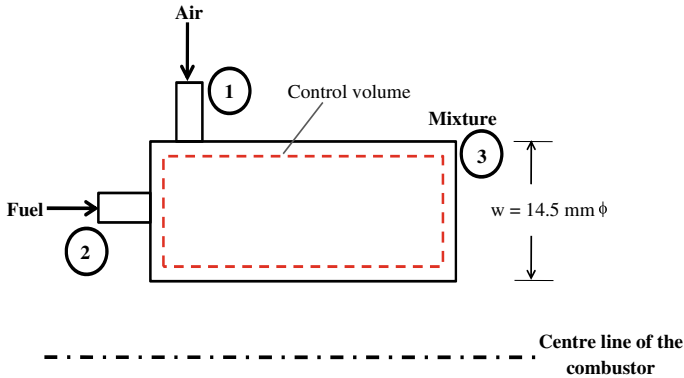 Air
1
Control volume
Mixture
3
Fuel
2
w = 14.5 mm ϕ
Centre line of the
combustor